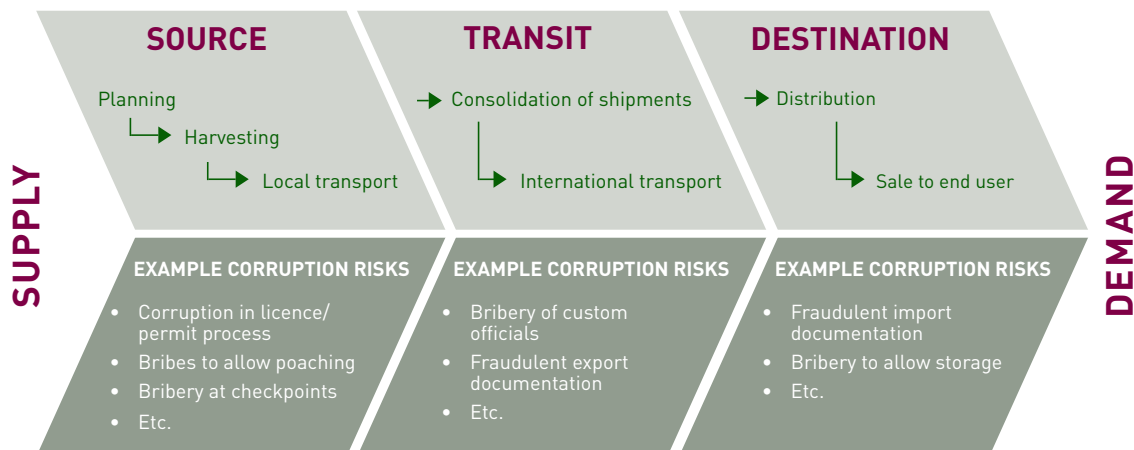 SUPPLY
SOURCE
Planning
Harvesting
Local transport
EXAMPLE CORRUPTION RISKS
• Corruption in licence/
permit process
• Bribes to allow poaching
• Bribery at checkpoints
• Etc.
TRANSIT
Consolidation of shipments
International transport
EXAMPLE CORRUPTION RISKS
• Bribery of custom
officials
• Fraudulent export
documentation
• Etc.
DESTINATION
Distribution
Sale to end user
EXAMPLE CORRUPTION RISKS
• Fraudulent import
documentation
• Bribery to allow storage
• Etc.
DEMAND